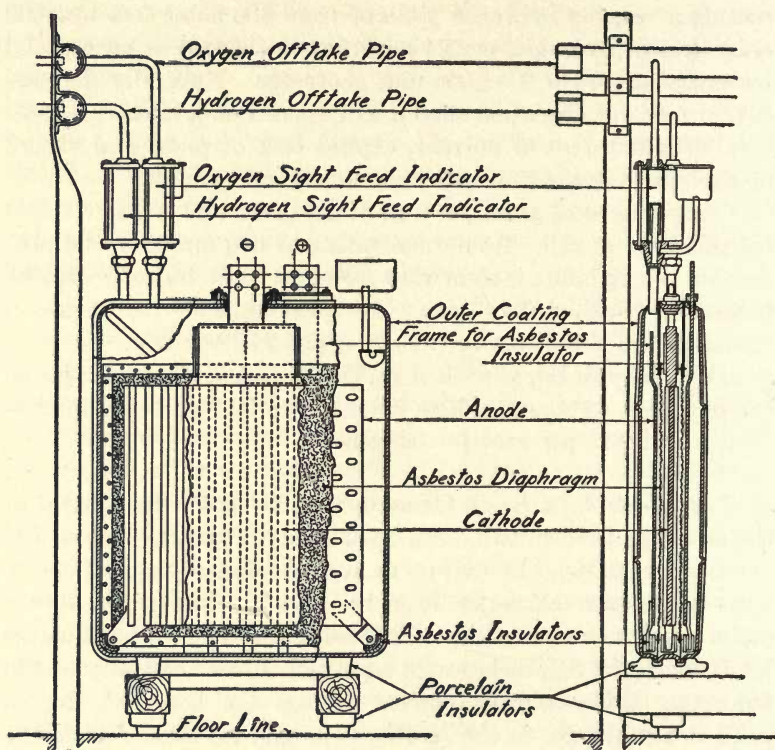 Oxygen Offtake Pipe
Hydrogen Offtake Pipe
Oxygen Sight Feed Indicator
Hydrogen Sight Feed Indicator
Outer Coating
Frame for Asbestos
Insulator
Anode
Asbestos Diaphragm
Cathode
Asbestos Insulators
Porcelain
Insulators
Floor Line